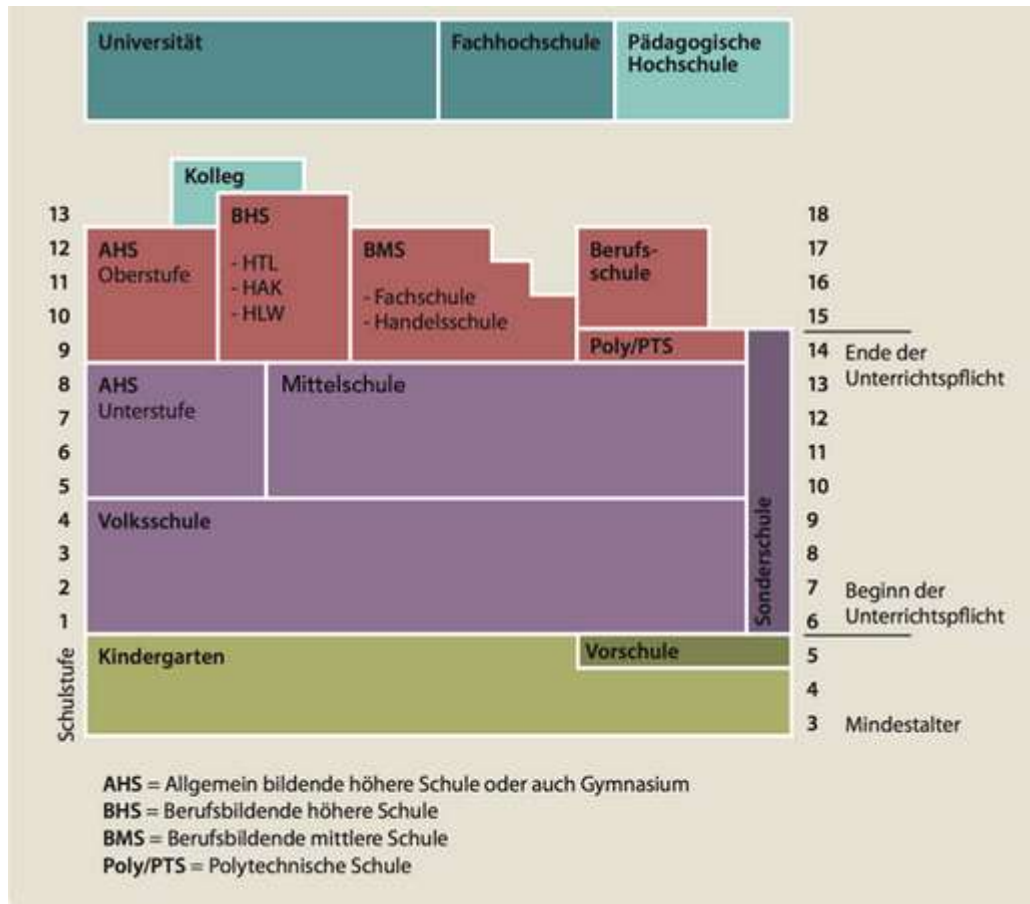 Universität
Fachhochschule
Pädagogische
Hochschule
Kolleg
13
BHS
18
12
AHS
BMS
Berufs-
17
Oberstufe
- HTL
schule
11
- HAK
- Fachschule
16
10
- HLW
- Handelsschule
15
9
Poly/PTS
14
Ende der
Unterrichtspflicht
8
AHS
Mittelschule
13
Unterstufe
7
12
6
11
5
10
4
Volksschule
9
3
8
2
7
Beginn der
Unterrichtspflicht
1
6
Sonderschule
Kindergarten
Vorschule
5
4
3
Mindestalter
Schulstufe
AHS = Allgemein bildende höhere Schule oder auch Gymnasium
BHS = Berufsbildende höhere Schule
BMS = Berufsbildende mittlere Schule
Poly/PTS = Polytechnische Schule